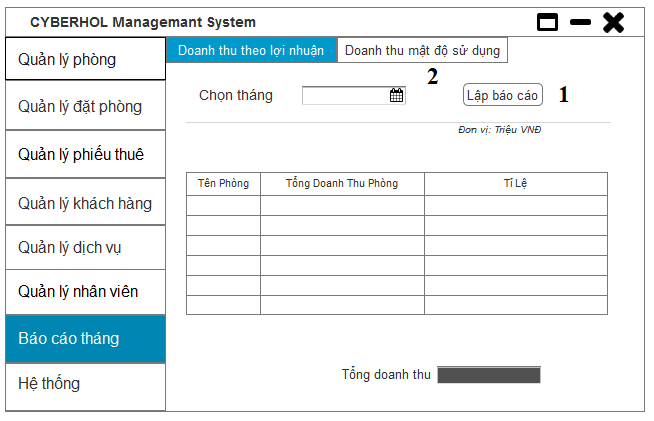 CYBERHOL Managemant System
Quản lý phòng
Quản lý đặt phòng
Quản lý phiếu thuê
Quản lý khách hàng
Quản lý dịch vụ
Quản lý nhân viên
Báo cáo tháng
Hệ thống
Doanh thu theo lợi nhuận Doanh thu mật độ sử dụng
2
Chọn tháng Lập báo cáo 1
Đơn vị: Triệu VNĐ
Tên Phòng Tổng Doanh Thu Phòng Tỉ Lệ
Tổng doanh thu